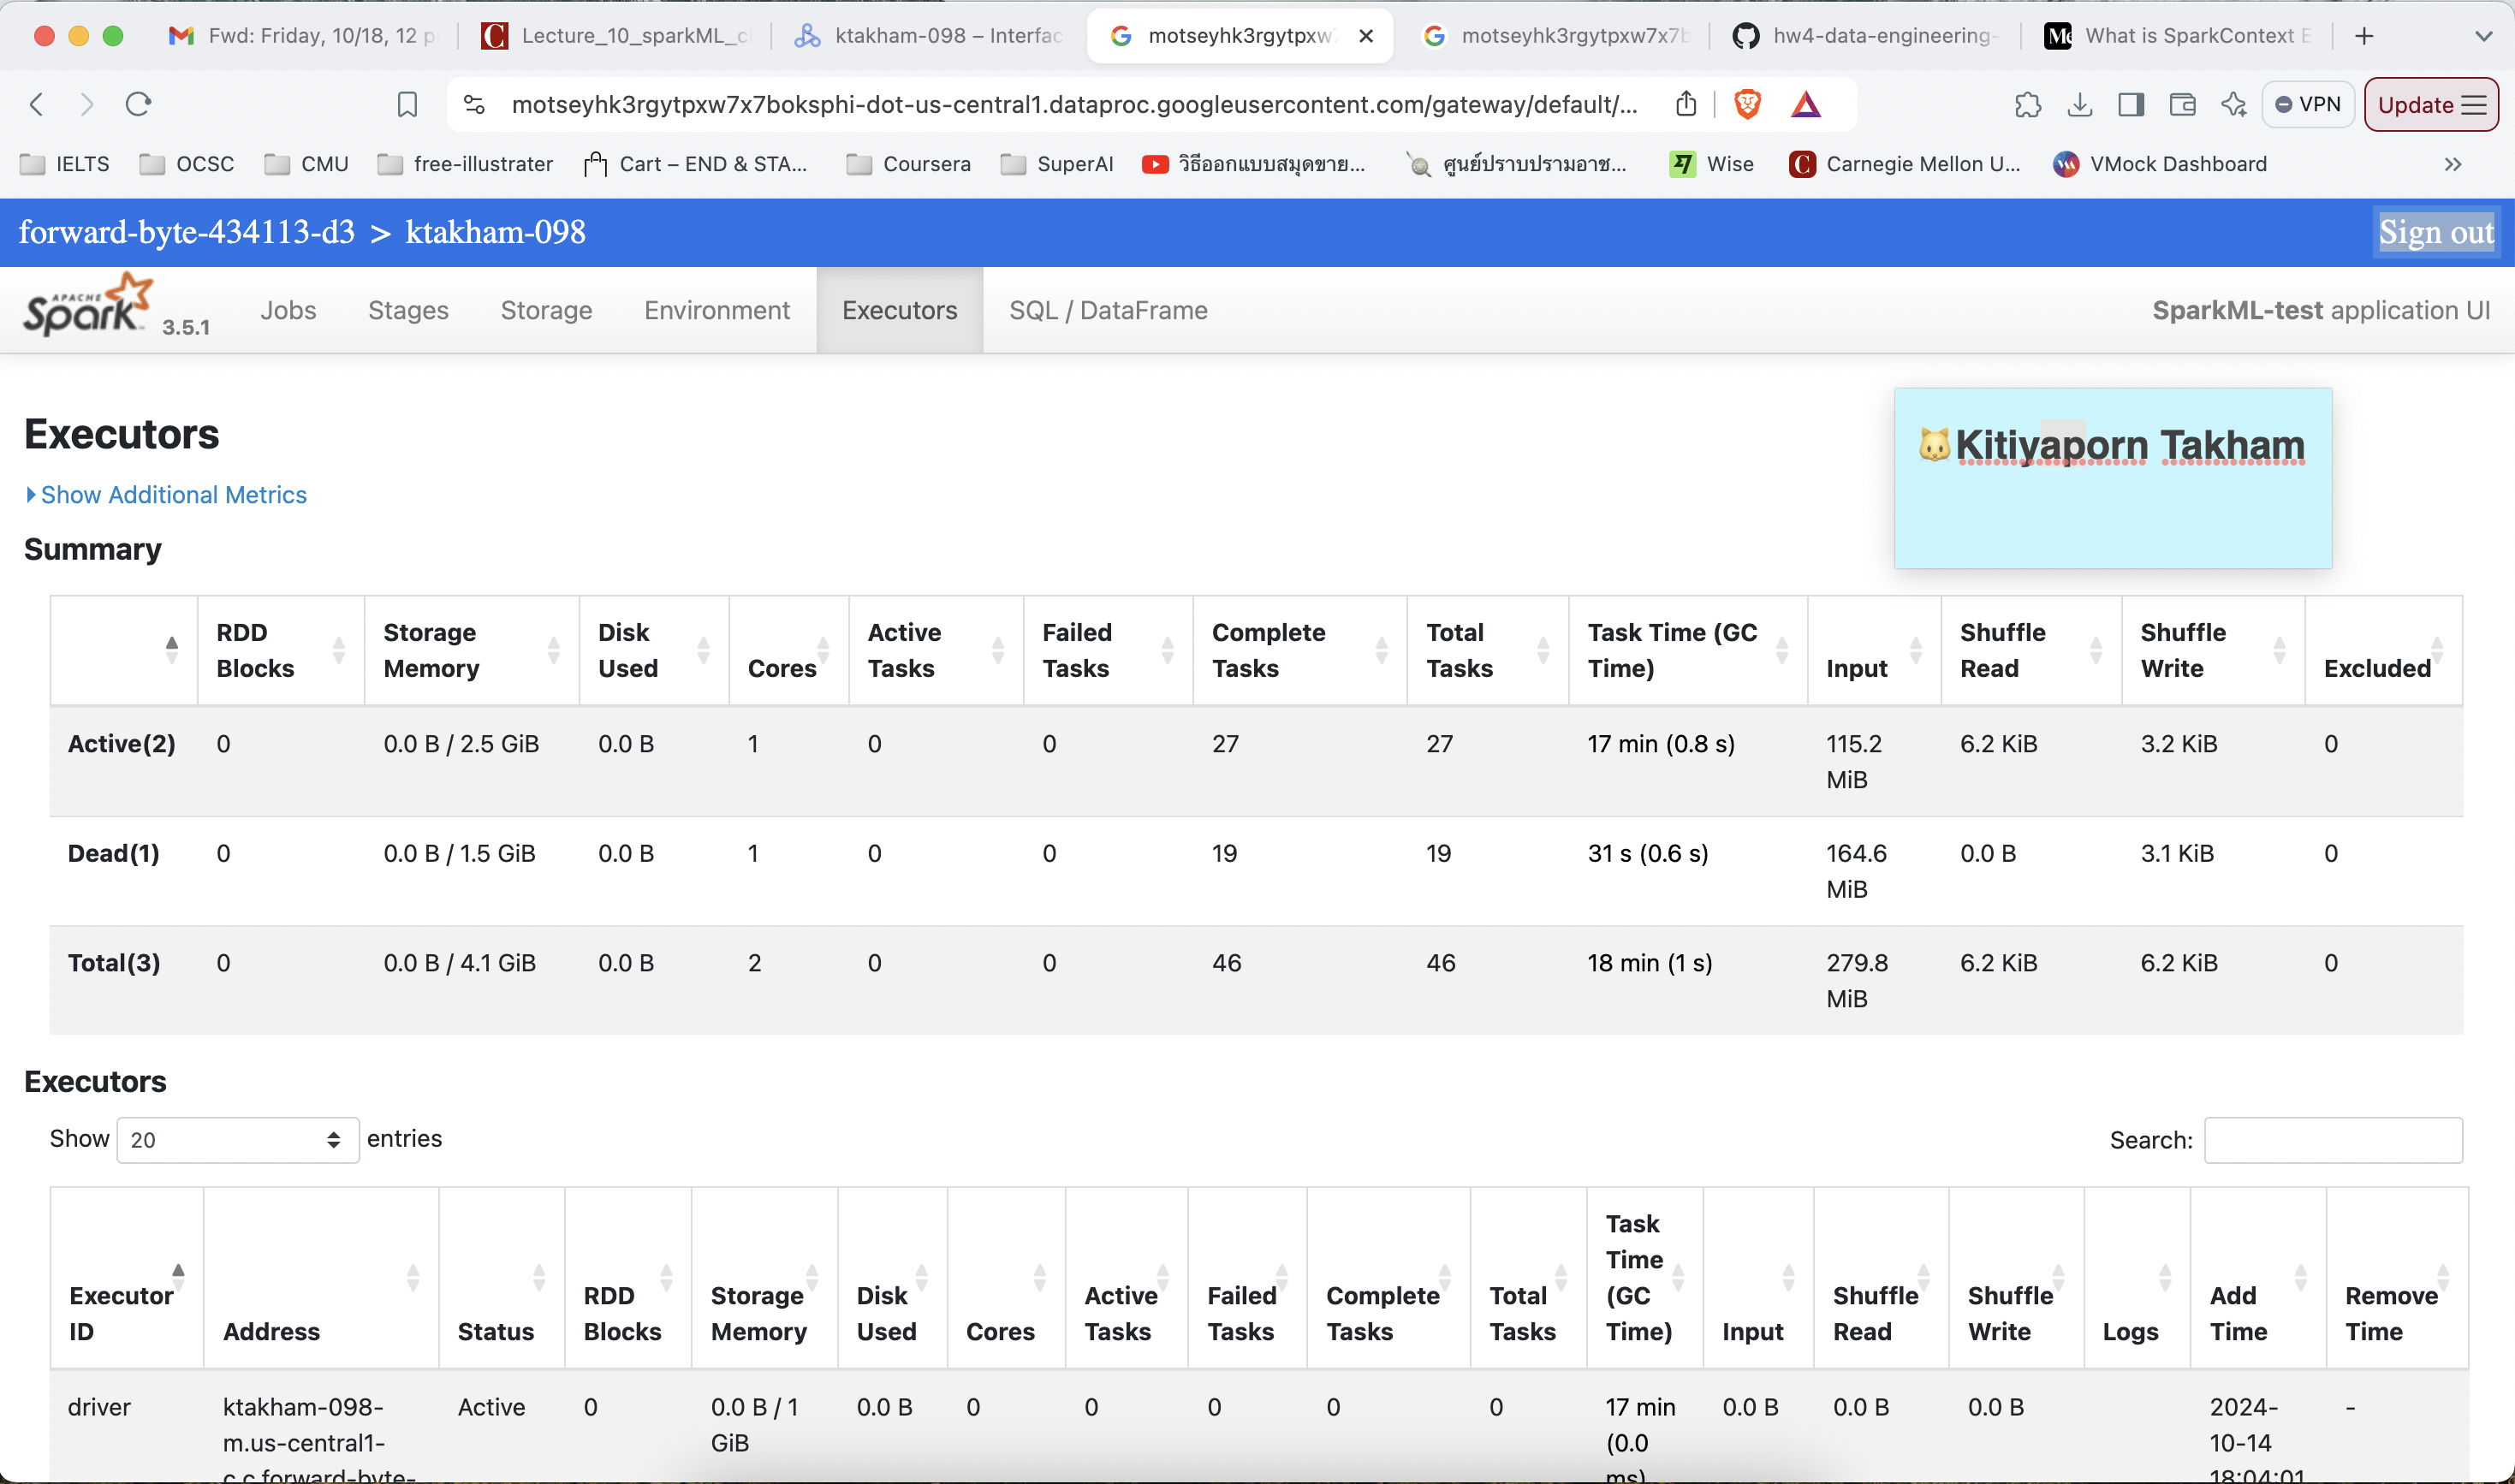 Fwd: Friday, 10/18, 12 p
Lecture_10_sparkML_c
ktakham-098 – Interfac
motseyhk3rgytpxw7
motseyhk3rgytpxw7x7b
hw4-data-engineering-
What is SparkContext E
motseyhk3rgytpxw7x7boksphi-dot-us-central1.dataproc.googleusercontent.com/gateway/default/...
VPN
Update
IELTS
OCSC
CMU
free-illustrater
Cart – END & STA...
Coursera
SuperAI
วิธีออกแบบสมุดขาย...
ศูนย์ปราบปรามอาช...
Wise
Carnegie Mellon U...
VMock Dashboard
forward-byte-434113-d3 > ktakham-098
Sign out
APACHE Spark 3.5.1
Jobs
Stages
Storage
Environment
Executors
SQL / DataFrame
SparkML-test application UI
Executors
🐱Kitiyaporn Takham
Show Additional Metrics
Summary
RDD Blocks Storage Memory Disk Used Cores Active Tasks Failed Tasks Complete Tasks Total Tasks Task Time (GC Time) Input Shuffle Read Shuffle Write Excluded
Active(2) 0 0.0 B / 2.5 GiB 0.0 B 1 0 0 27 27 17 min (0.8 s) 115.2 MiB 6.2 KiB 3.2 KiB 0
Dead(1) 0 0.0 B / 1.5 GiB 0.0 B 1 0 0 19 19 31 s (0.6 s) 164.6 MiB 0.0 B 3.1 KiB 0
Total(3) 0 0.0 B / 4.1 GiB 0.0 B 2 0 0 46 46 18 min (1 s) 279.8 MiB 6.2 KiB 6.2 KiB 0
Executors
Show 20 entries
Search:
Executor ID Address Status RDD Blocks Storage Memory Disk Used Cores Active Tasks Failed Tasks Complete Tasks Total Tasks Task Time (GC Time) Input Shuffle Read Shuffle Write Logs Add Time Remove Time
driver ktakham-098-m.us-central1-c.c.forward-byte- Active 0 0.0 B / 1 GiB 0.0 B 0 0 0 0 0 17 min (0.0 ms) 0.0 B 0.0 B 0.0 B 2024-10-14 18:04:01 -